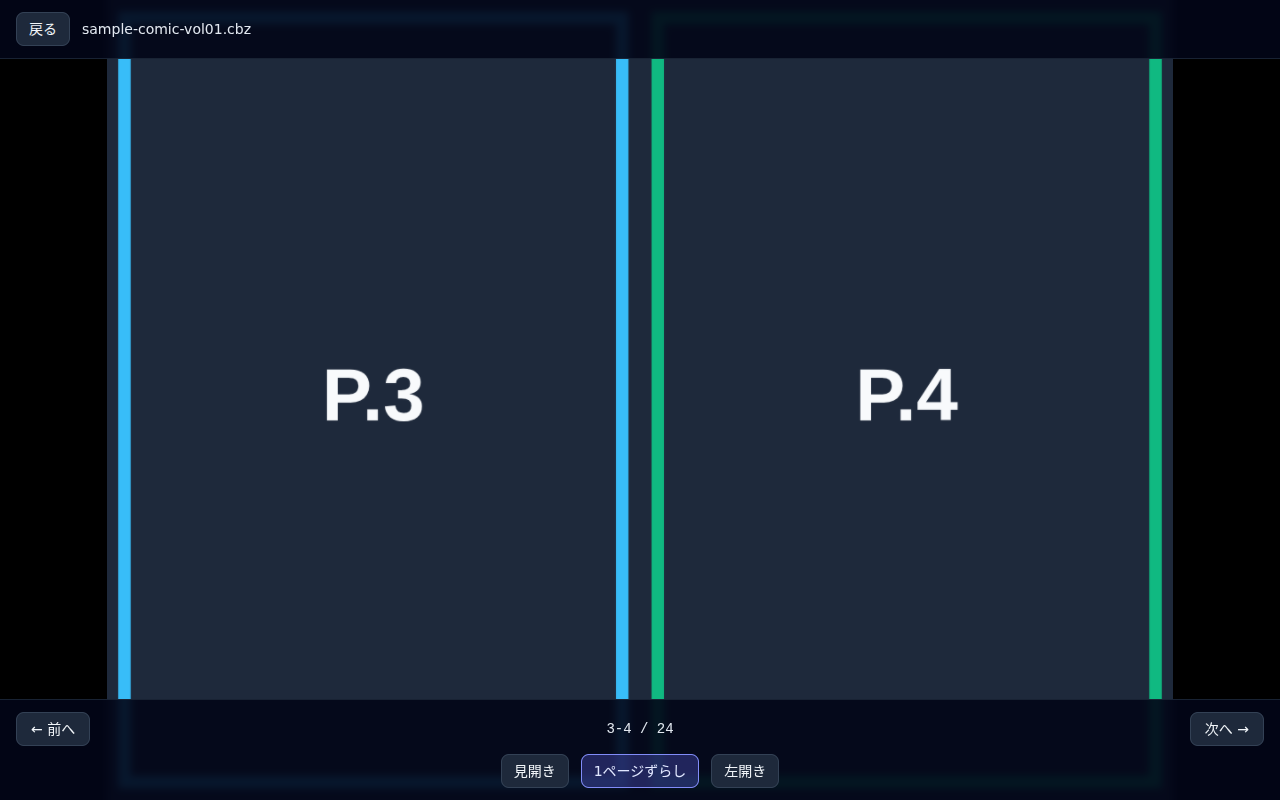 戻る sample-comic-vol01.cbz
P.3 P.4
← 前へ 3-4 / 24 次へ →
見開き 1ページずらし 左開き